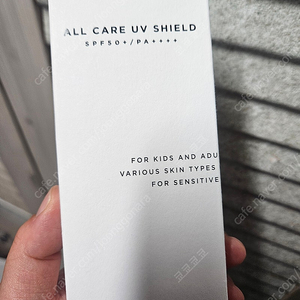 ALL CARE UV SHIELD
SPF50+/PA++++
FOR KIDS AND ADU
VARIOUS SKIN TYPES
FOR SENSITIVE